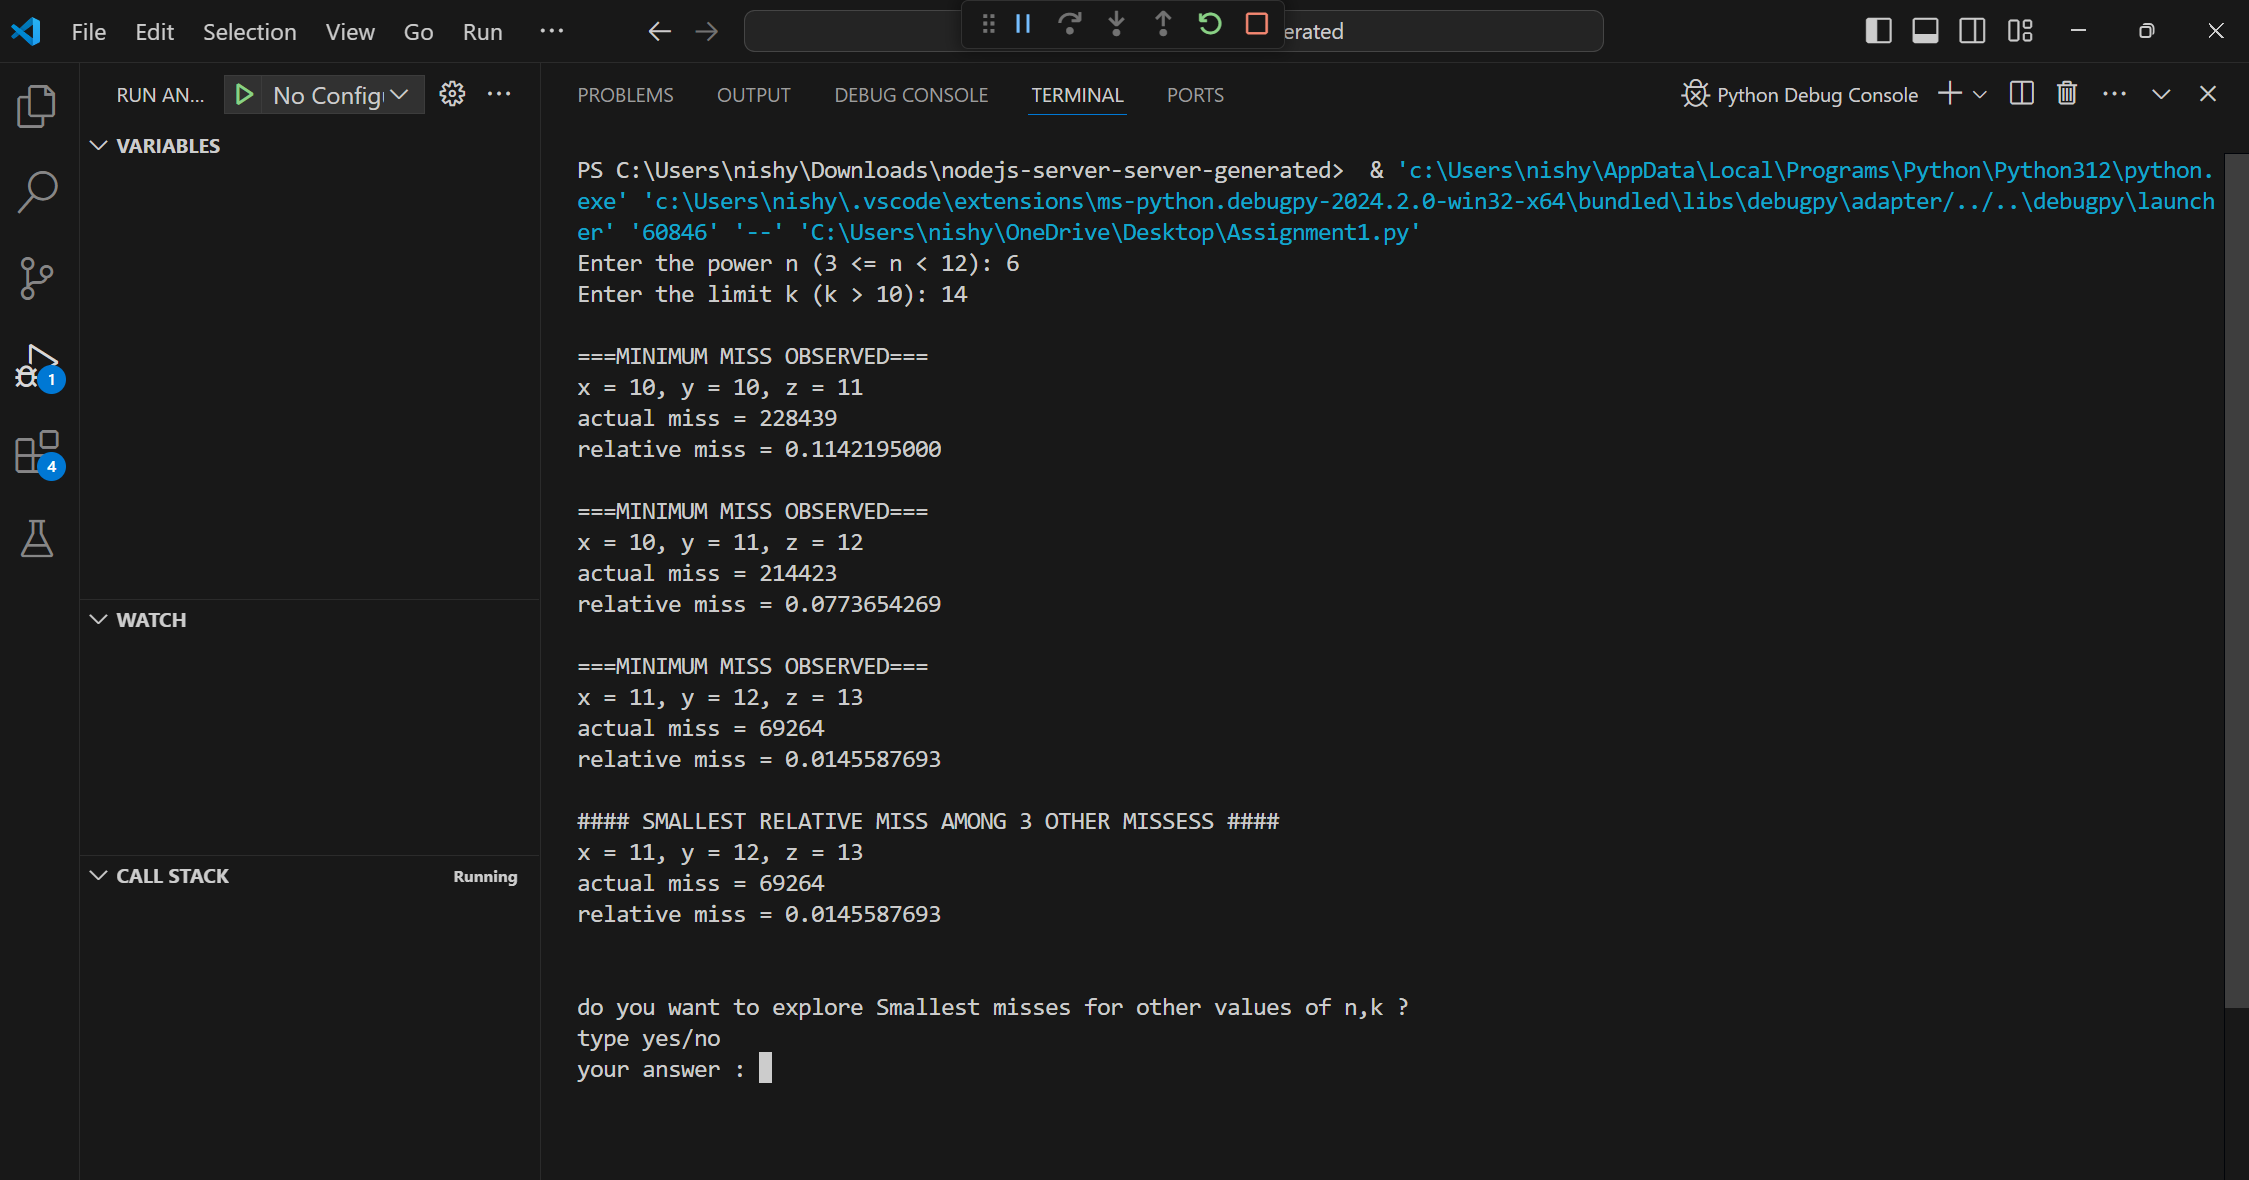 File Edit Selection View Go Run ... erated
RUN AN... No Config
PROBLEMS OUTPUT DEBUG CONSOLE TERMINAL PORTS Python Debug Console
VARIABLES
WATCH
CALL STACK Running
1
4
PS C:\Users\nishy\Downloads\nodejs-server-server-generated>  & 'c:\Users\nishy\AppData\Local\Programs\Python\Python312\python.
exe' 'c:\Users\nishy\.vscode\extensions\ms-python.debugpy-2024.2.0-win32-x64\bundled\libs\debugpy\adapter/../..\debugpy\launch
er' '60846' '--' 'C:\Users\nishy\OneDrive\Desktop\Assignment1.py'
Enter the power n (3 <= n < 12): 6
Enter the limit k (k > 10): 14
===MINIMUM MISS OBSERVED===
x = 10, y = 10, z = 11
actual miss = 228439
relative miss = 0.1142195000
===MINIMUM MISS OBSERVED===
x = 10, y = 11, z = 12
actual miss = 214423
relative miss = 0.0773654269
===MINIMUM MISS OBSERVED===
x = 11, y = 12, z = 13
actual miss = 69264
relative miss = 0.0145587693
#### SMALLEST RELATIVE MISS AMONG 3 OTHER MISSESS ####
x = 11, y = 12, z = 13
actual miss = 69264
relative miss = 0.0145587693
do you want to explore Smallest misses for other values of n,k ?
type yes/no
your answer :